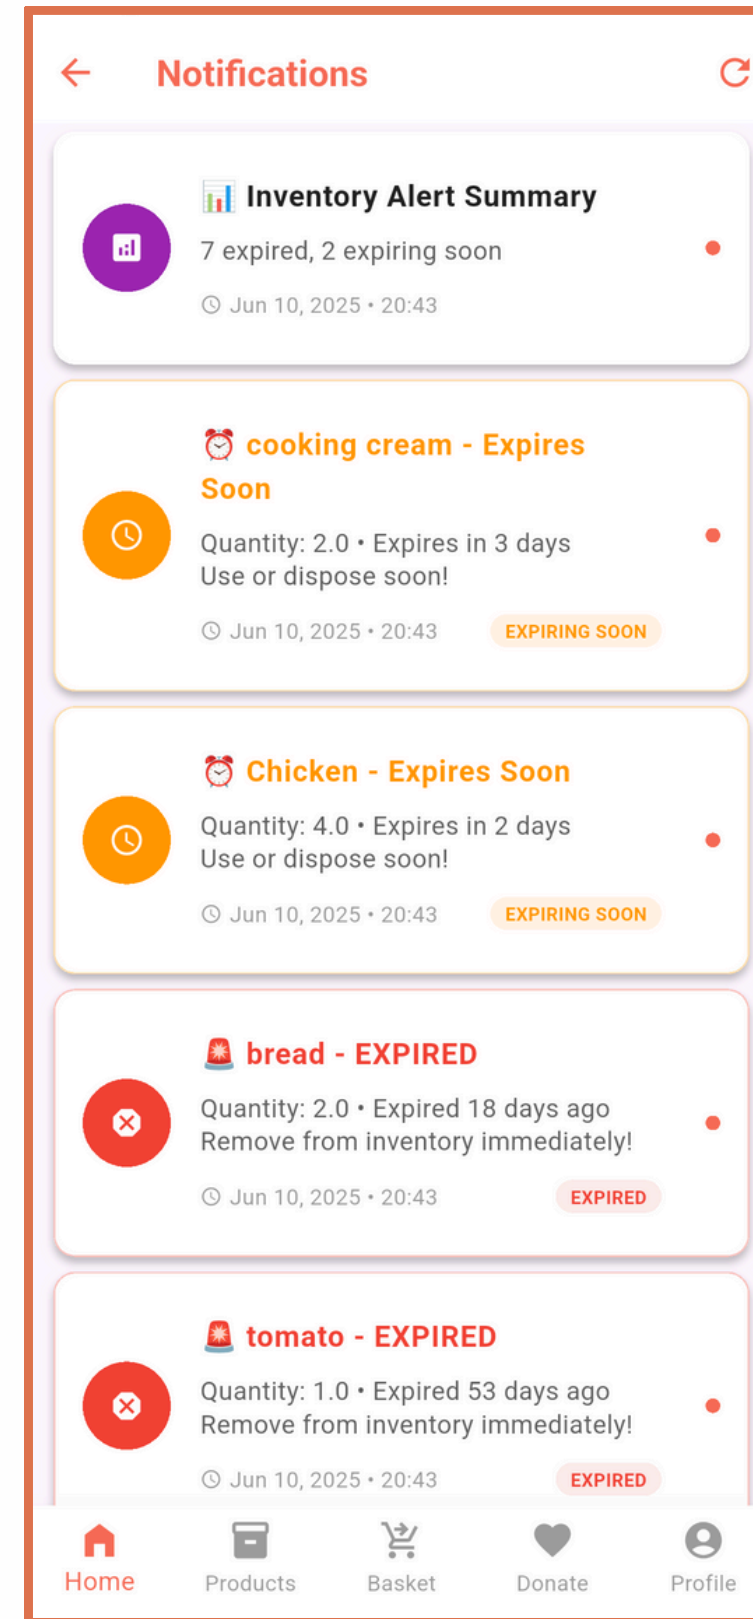 Notifications
📊 Inventory Alert Summary
7 expired, 2 expiring soon
Jun 10, 2025 • 20:43
⏰ cooking cream - Expires
Soon
Quantity: 2.0 • Expires in 3 days
Use or dispose soon!
Jun 10, 2025 • 20:43 EXPIRING SOON
⏰ Chicken - Expires Soon
Quantity: 4.0 • Expires in 2 days
Use or dispose soon!
Jun 10, 2025 • 20:43 EXPIRING SOON
🚨 bread - EXPIRED
Quantity: 2.0 • Expired 18 days ago
Remove from inventory immediately!
Jun 10, 2025 • 20:43 EXPIRED
🚨 tomato - EXPIRED
Quantity: 1.0 • Expired 53 days ago
Remove from inventory immediately!
Jun 10, 2025 • 20:43 EXPIRED
Home Products Basket Donate Profile